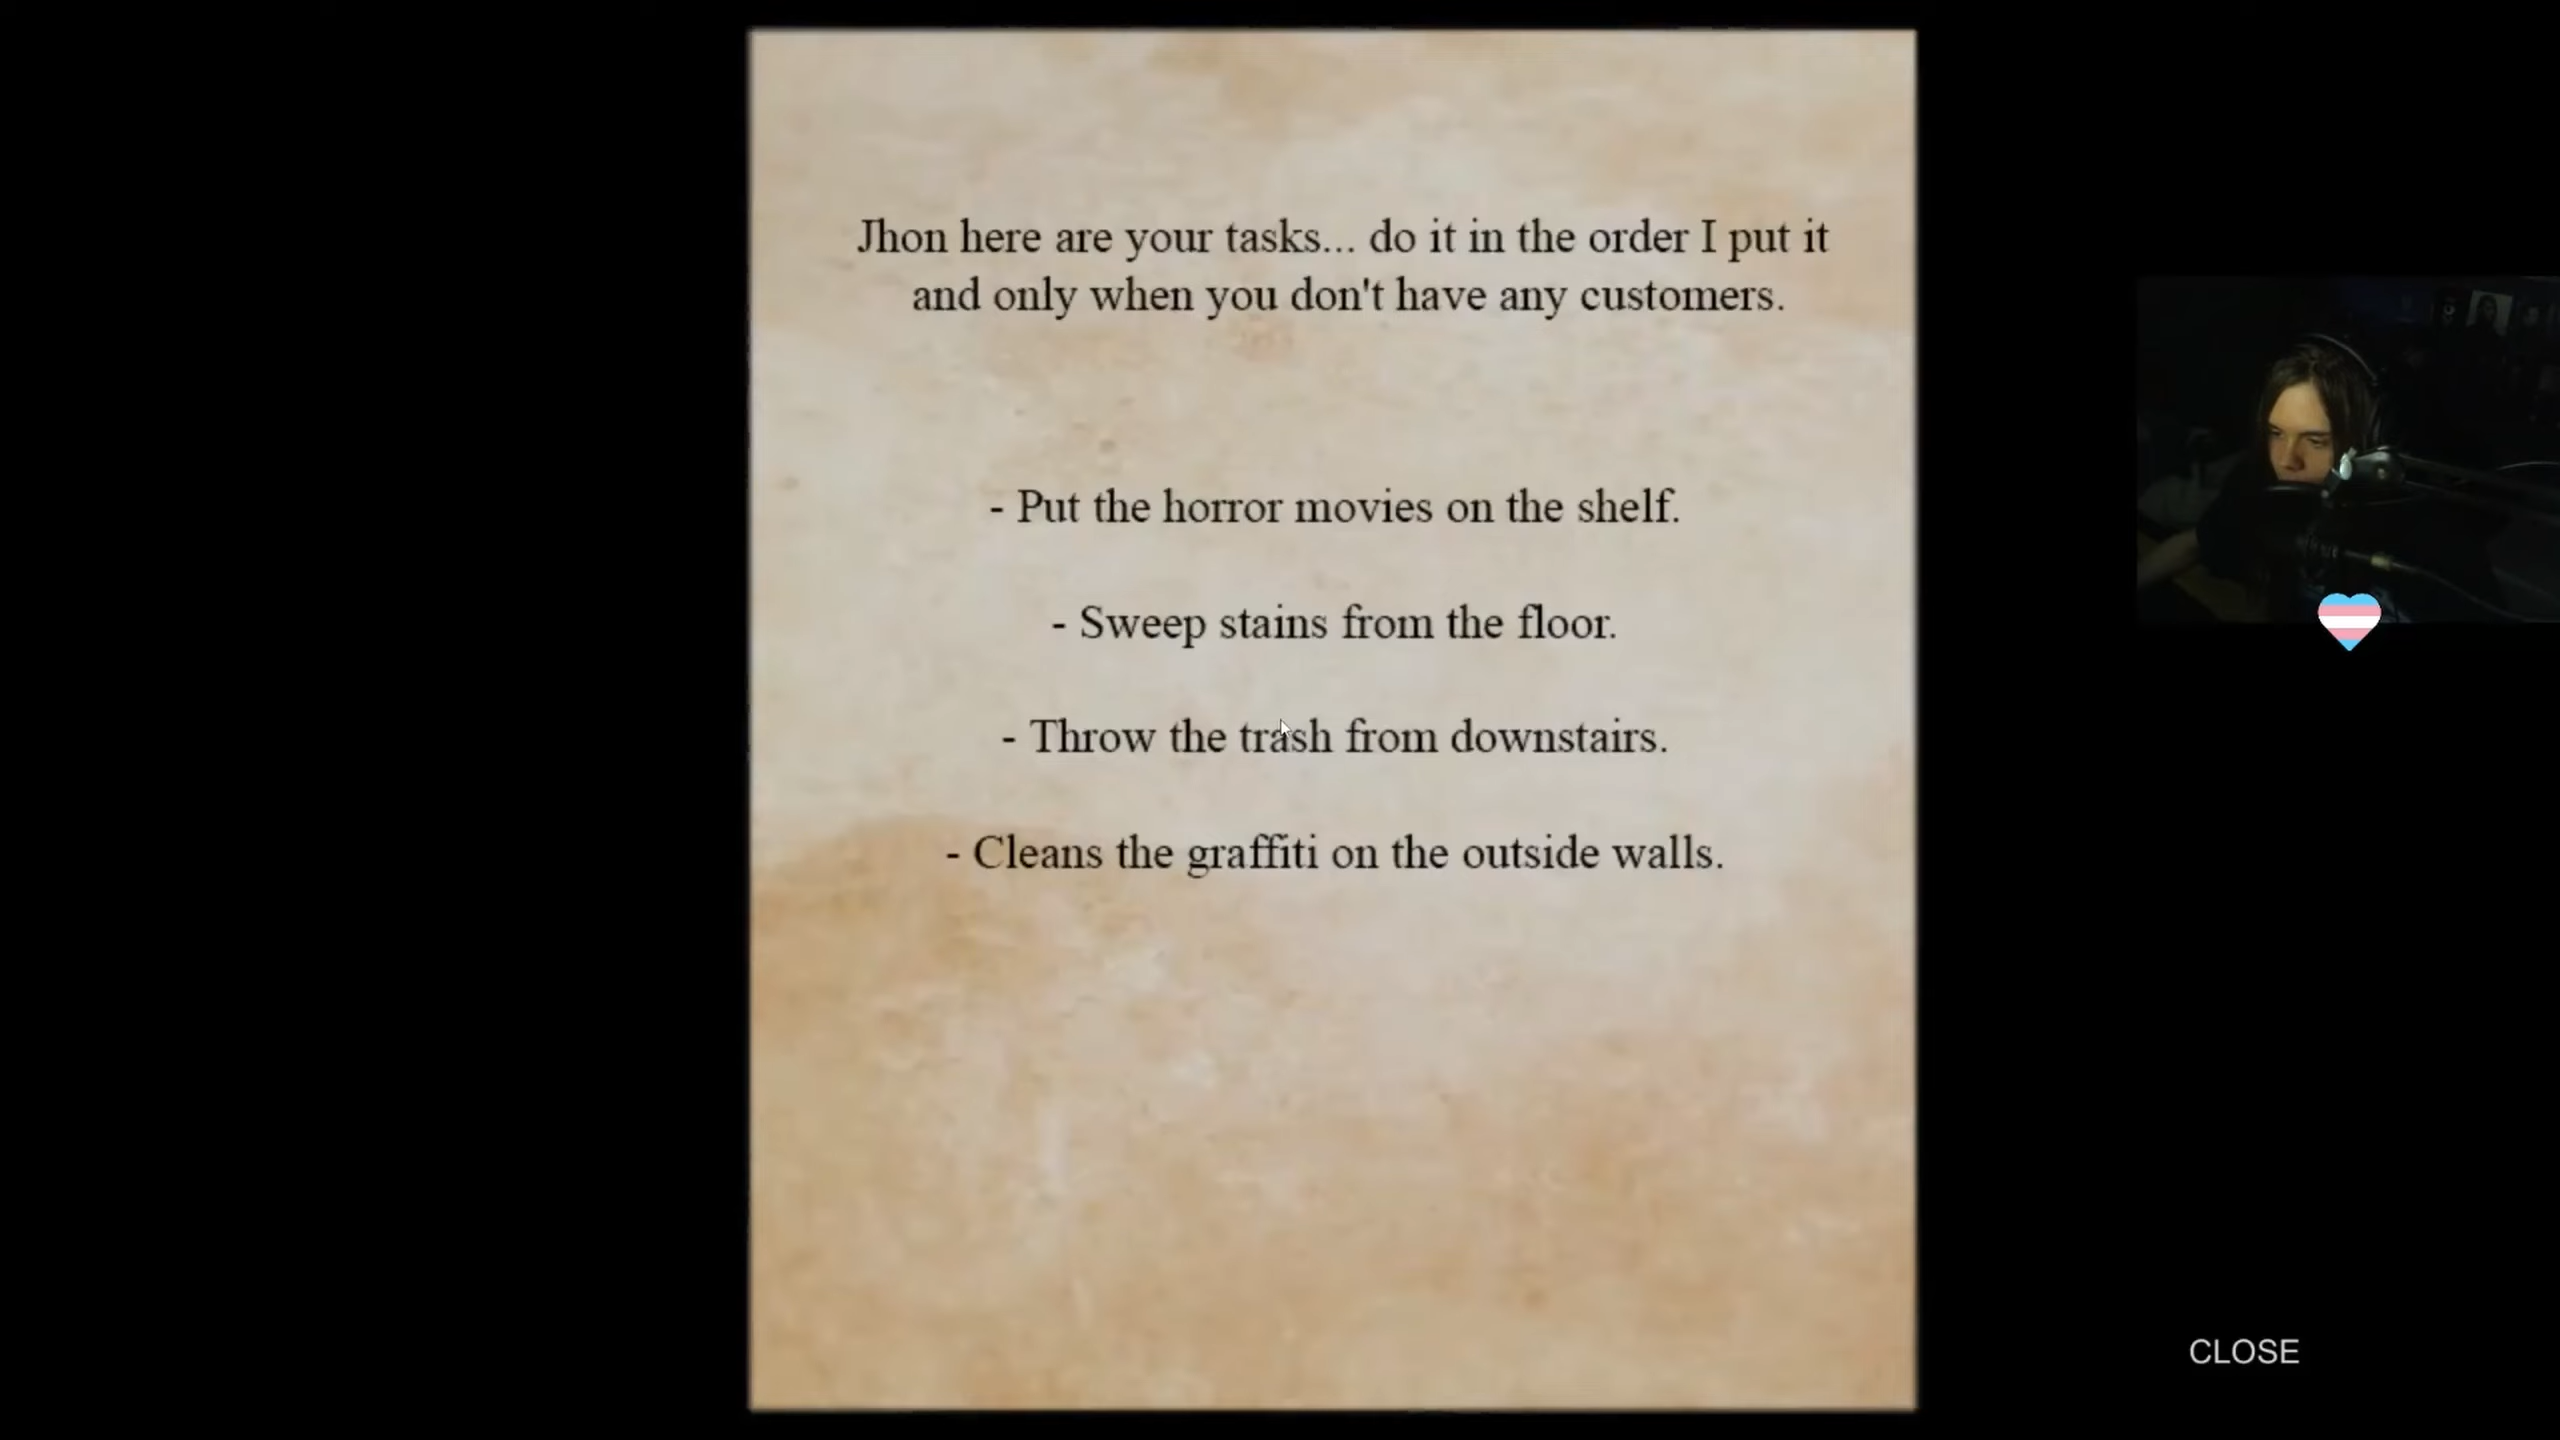 Jhon here are your tasks... do it in the order I put it
and only when you don't have any customers.
- Put the horror movies on the shelf.
- Sweep stains from the floor.
- Throw the trash from downstairs.
- Cleans the graffiti on the outside walls.
CLOSE